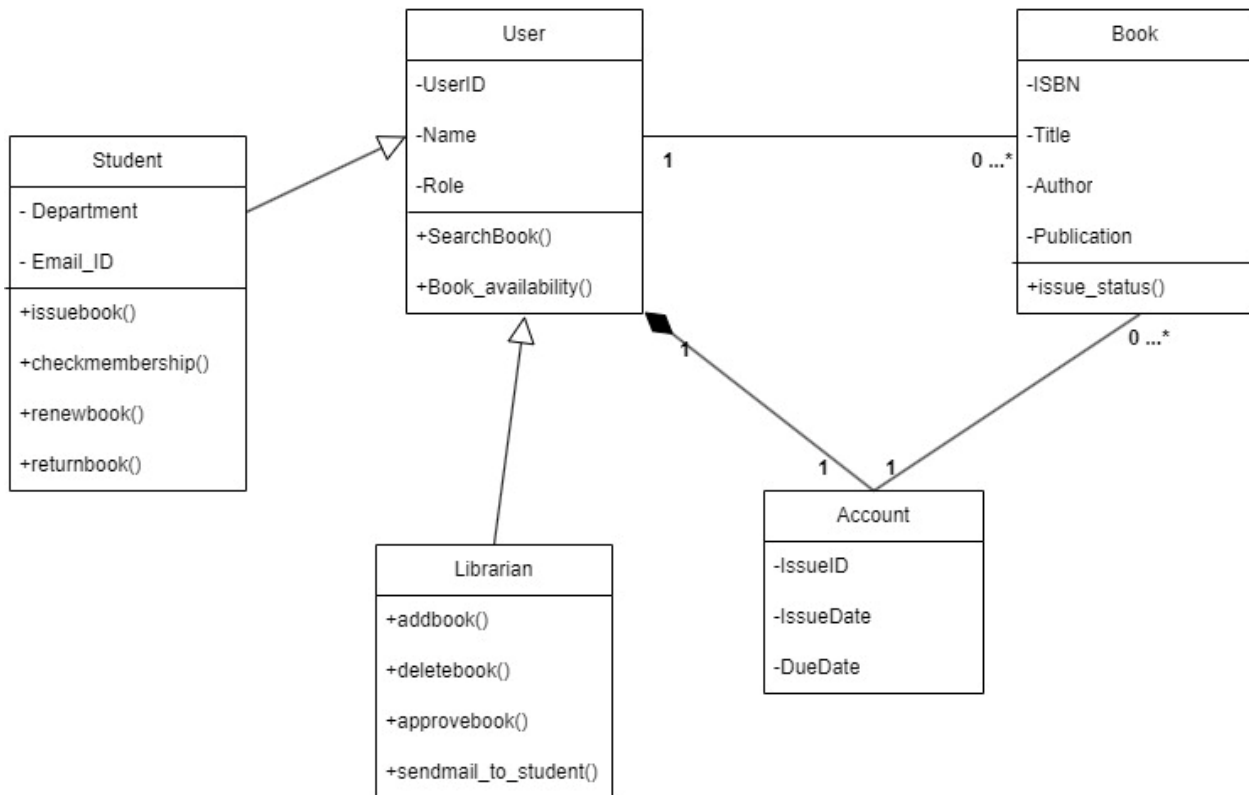 User
-UserID
-Name
-Role
+SearchBook()
+Book_availability()
Book
-ISBN
-Title
-Author
-Publication
+issue_status()
Student
- Department
- Email_ID
+issuebook()
+checkmembership()
+renewbook()
+returnbook()
1
0 ...*
1
0 ...*
1
1
Librarian
+addbook()
+deletebook()
+approvebook()
+sendmail_to_student()
Account
-IssueID
-IssueDate
-DueDate